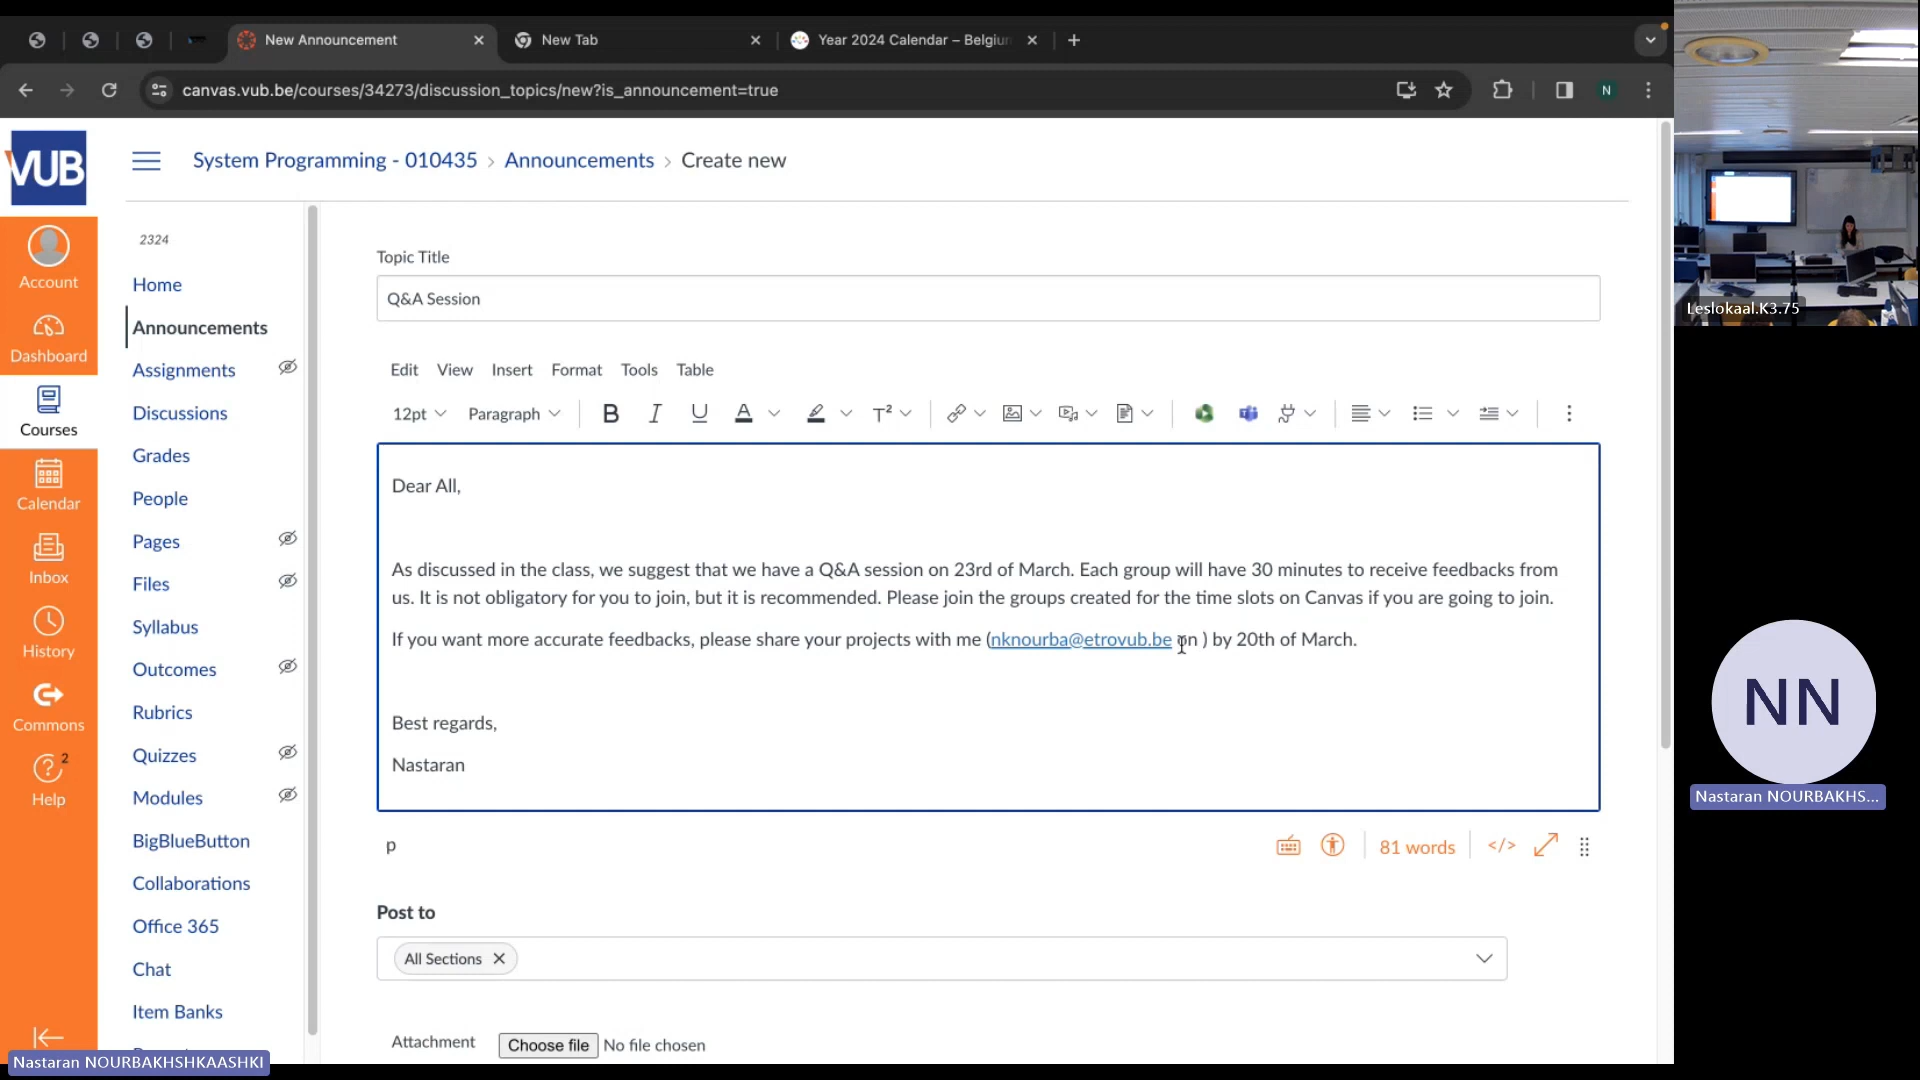 New Announcement
New Tab
Year 2024 Calendar – Belgium
canvas.vub.be/courses/34273/discussion_topics/new?is_announcement=true
N
VUB
System Programming - 010435 › Announcements › Create new
2324
Account
Dashboard
Courses
Calendar
Inbox
History
Commons
2
Help
Home
Announcements
Assignments
Discussions
Grades
People
Pages
Files
Syllabus
Outcomes
Rubrics
Quizzes
Modules
BigBlueButton
Collaborations
Office 365
Chat
Item Banks
Topic Title
Q&A Session
Edit View Insert Format Tools Table
12pt Paragraph B I U A T²
Dear All,
As discussed in the class, we suggest that we have a Q&A session on 23rd of March. Each group will have 30 minutes to receive feedbacks from
us. It is not obligatory for you to join, but it is recommended. Please join the groups created for the time slots on Canvas if you are going to join.
If you want more accurate feedbacks, please share your projects with me (nknourba@etrovub.be on ) by 20th of March.
Best regards,
Nastaran
p
81 words </>
Post to
All Sections
Attachment Choose file No file chosen
Nastaran NOURBAKHSHKAASHKI
Leslokaal.K3.75
NN
Nastaran NOURBAKHS...